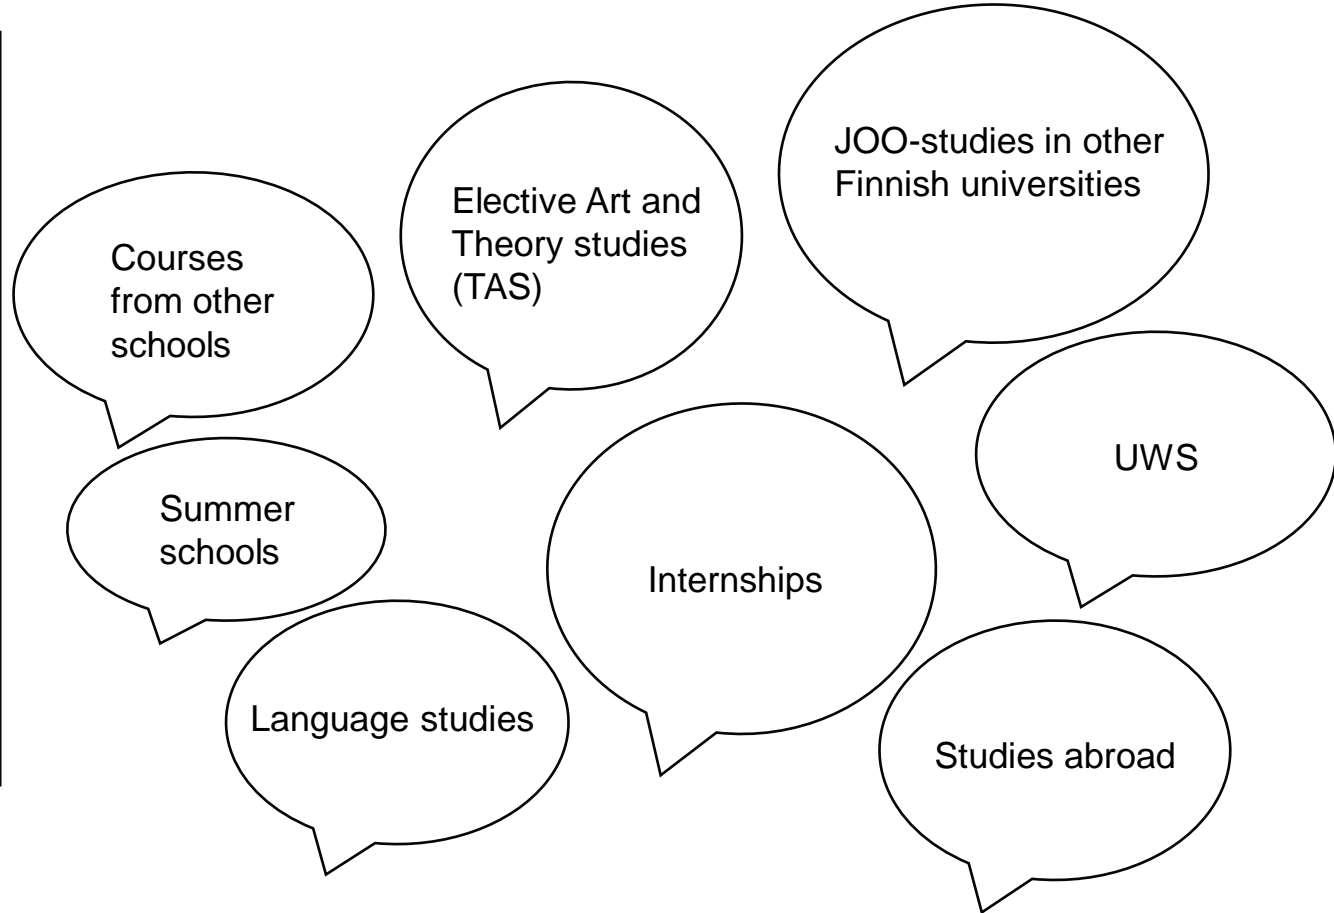 JOO-studies in other
Finnish universities
Elective Art and
Theory studies
(TAS)
Courses
from other
schools
UWS
Summer
schools
Internships
Language studies
Studies abroad